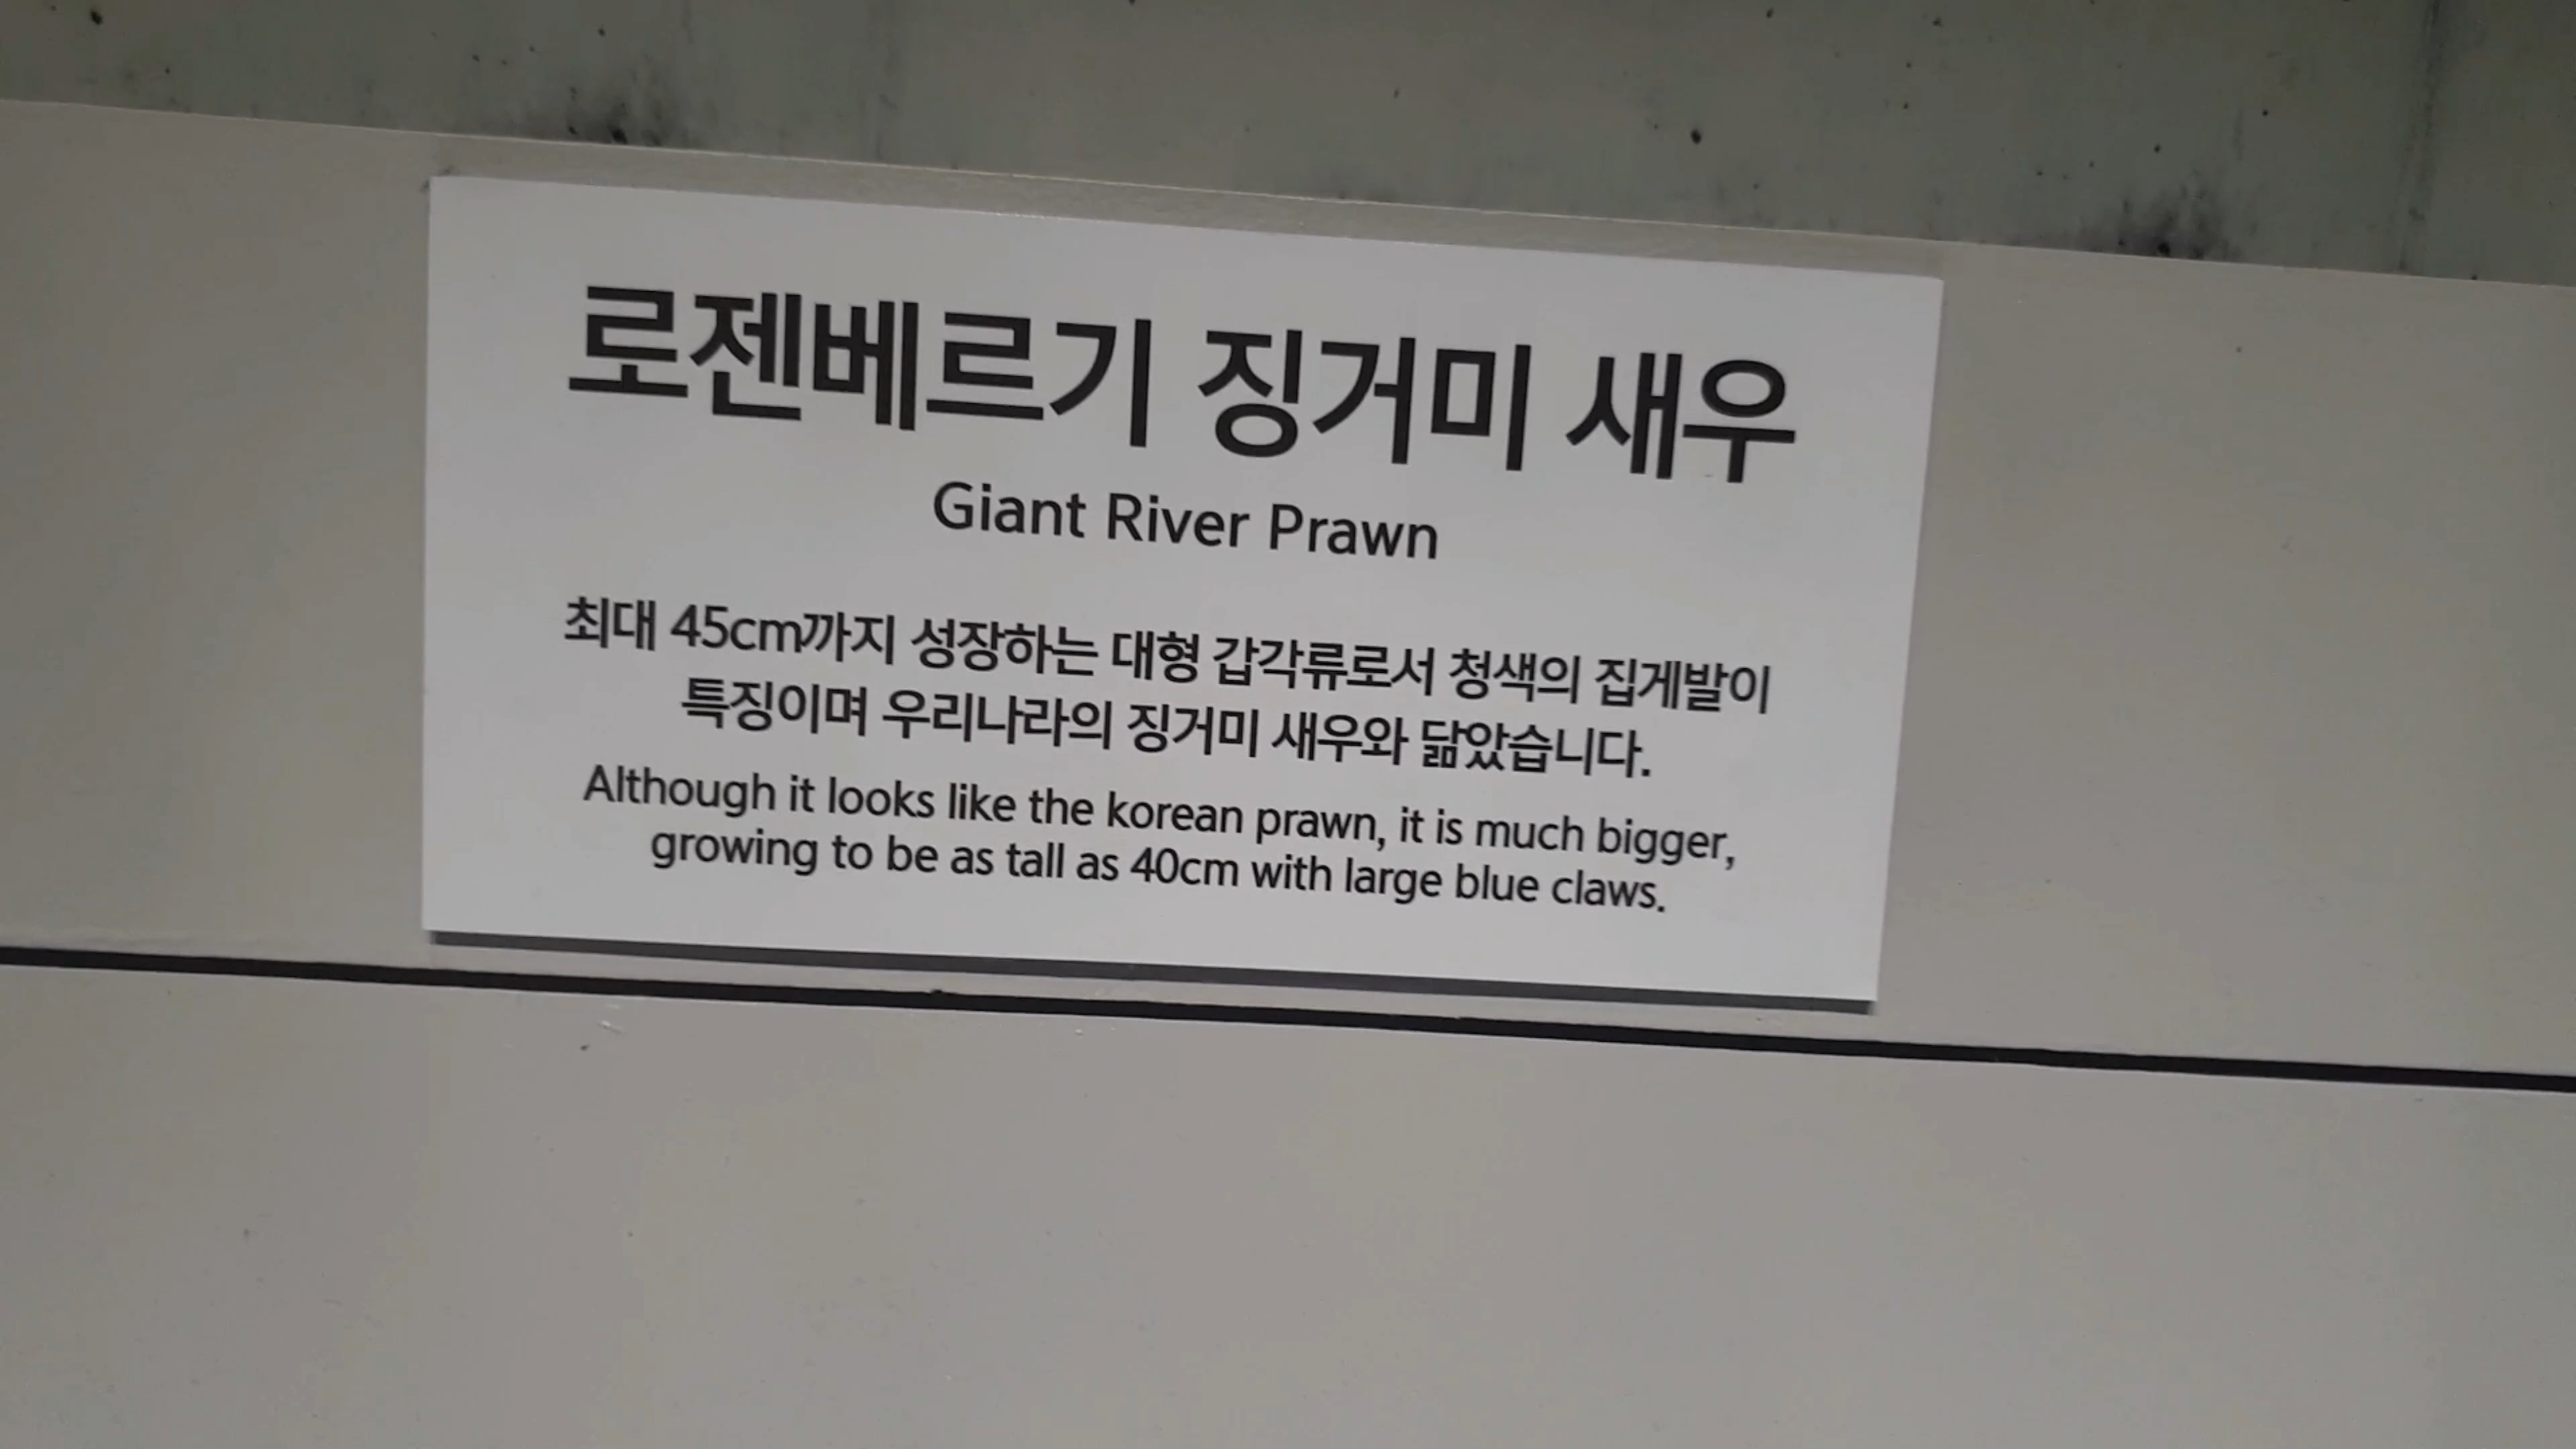 로젠베르기 징거미 새우
Giant River Prawn
최대 45cm까지 성장하는 대형 갑각류로서 청색의 집게발이
특징이며 우리나라의 징거미 새우와 닮았습니다.
Although it looks like the korean prawn, it is much bigger,
growing to be as tall as 40cm with large blue claws.